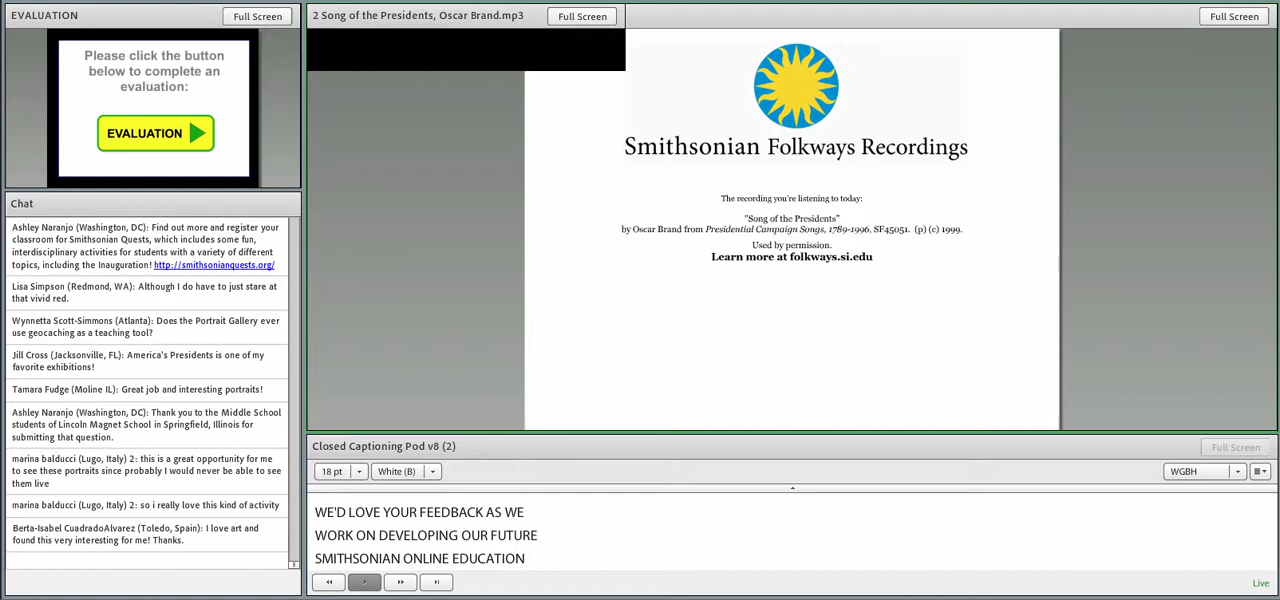 EVALUATION
Full Screen
Please click the button
below to complete an
evaluation:
EVALUATION
Chat
Ashley Naranjo (Washington, DC): Find out more and register your
classroom for Smithsonian Quests, which includes some fun,
interdisciplinary activities for students with a variety of different
topics, including the Inauguration! http://smithsonianquests.org/
Lisa Simpson (Redmond, WA): Although I do have to just stare at
that vivid red.
Wynnetta Scott-Simmons (Atlanta): Does the Portrait Gallery ever
use geocaching as a teaching tool?
Jill Cross (Jacksonville, FL): America's Presidents is one of my
favorite exhibitions!
Tamara Fudge (Moline IL): Great job and interesting portraits!
Ashley Naranjo (Washington, DC): Thank you to the Middle School
students of Lincoln Magnet School in Springfield, Illinois for
submitting that question.
marina balducci (Lugo, Italy) 2: this is a great opportunity for me
to see these portraits since probably I would never be able to see
them live
marina balducci (Lugo, Italy) 2: so i really love this kind of activity
Berta-Isabel CuadradoAlvarez (Toledo, Spain): I love art and
found this very interesting for me! Thanks.
2 Song of the Presidents, Oscar Brand.mp3
Full Screen
Full Screen
Smithsonian Folkways Recordings
The recording you're listening to today:
"Song of the Presidents"
by Oscar Brand from Presidential Campaign Songs, 1789-1996, SF45051. (p) (c) 1999.
Used by permission.
Learn more at folkways.si.edu
Closed Captioning Pod v8 (2)
Full Screen
18 pt
White (B)
WGBH
WE'D LOVE YOUR FEEDBACK AS WE
WORK ON DEVELOPING OUR FUTURE
SMITHSONIAN ONLINE EDUCATION
Live